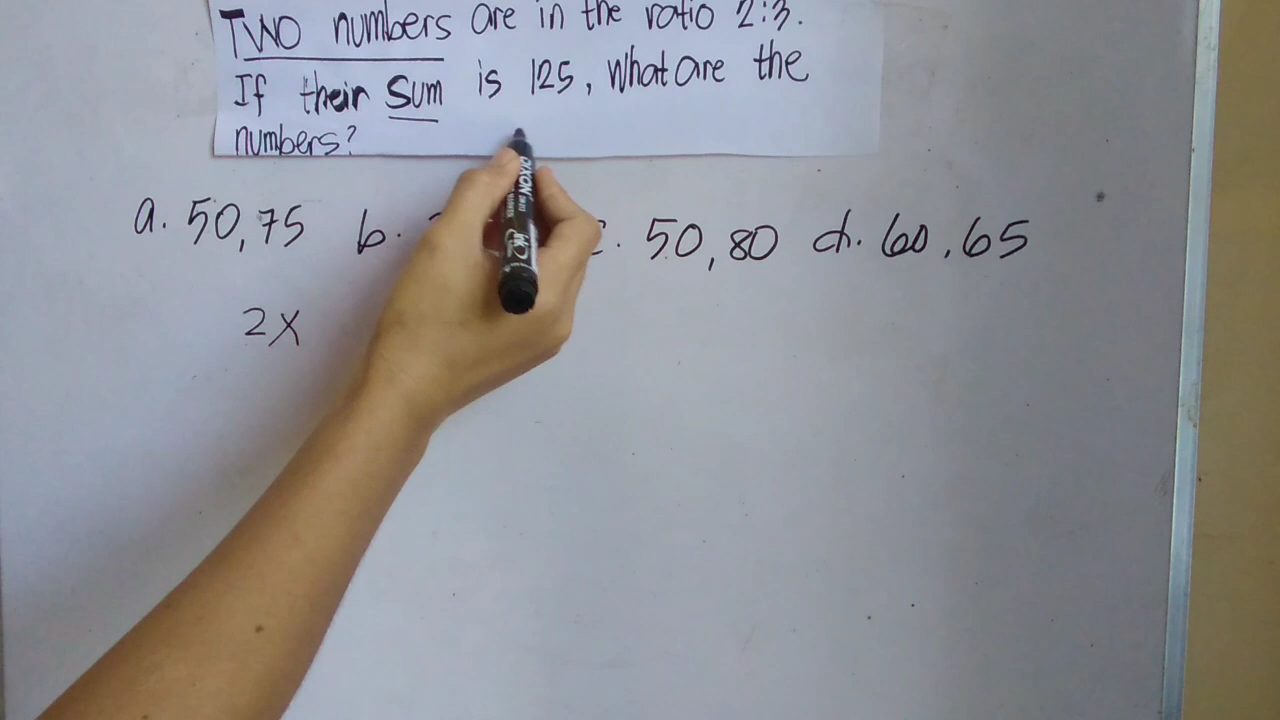 TWO numbers are in the ratio 2:3.
If their sum is 125, what are the
numbers?
a. 50,75 b. c. 50,80 d. 60,65
2x
DIXON